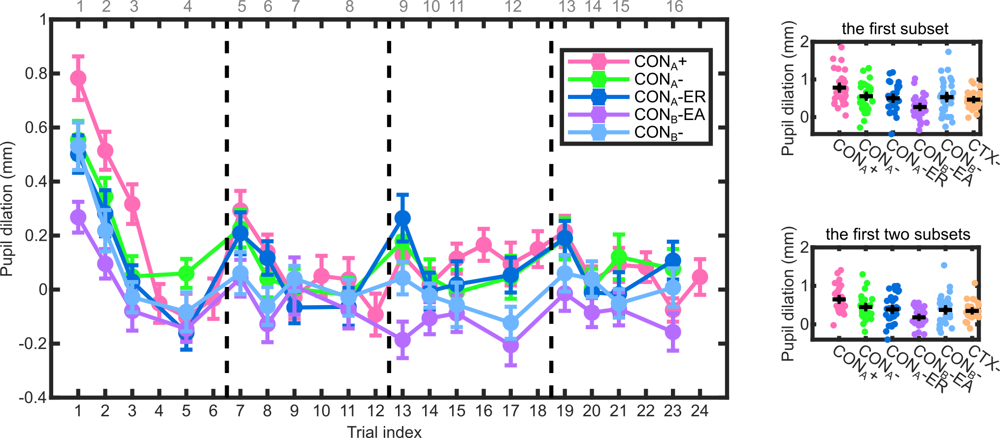 1 2 3 4 5 6 7 8 9 10 11 12 13 14 15 16
1
0.8
0.6
0.4
0.2
0
-0.2
-0.4
Pupil dilation (mm)
CONA+
CONA-
CONA-ER
CONB-EA
CONB-
1 2 3 4 5 6 7 8 9 10 11 12 13 14 15 16 17 18 19 20 21 22 23 24
Trial index
the first subset
Pupil dilation (mm)
2
1
0
CONA+ CONA- CONA-ER CONB-EA CONB- CTX-
the first two subsets
Pupil dilation (mm)
2
1
0
CONA+ CONA- CONA-ER CONB-EA CONB- CTX-